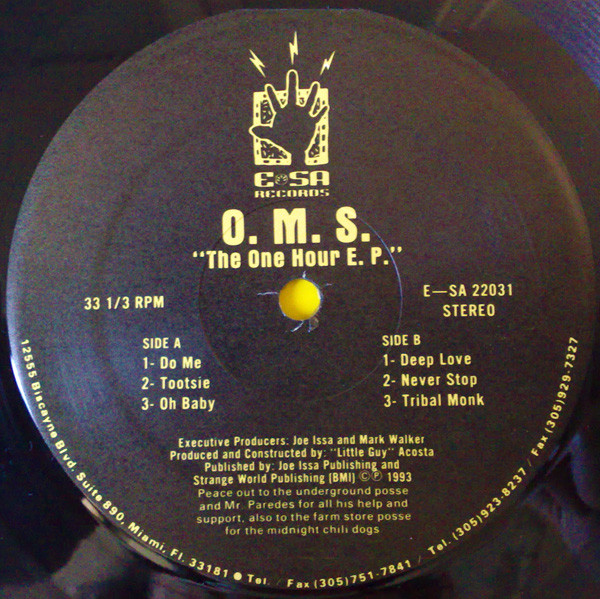 E SA
RECORDS
O. M. S.
"The One Hour E. P."
33 1/3 RPM
E—SA 22031
STEREO
SIDE A
1- Do Me
2- Tootsie
3- Oh Baby
SIDE B
1- Deep Love
2- Never Stop
3- Tribal Monk
Executive Producers: Joe Issa and Mark Walker
Produced and Constructed by: "Little Guy" Acosta
Published by: Joe Issa Publishing and
Strange World Publishing (BMI) ©℗ 1993
Peace out to the underground posse
and Mr. Paredes for all his help and
support, also to the farm store posse
for the midnight chili dogs
12555 Biscayne Blvd. Suite 890, Miami, Fl. 33181 ● Tel. / Fax (305)751-7841 / Tel. (305)923-8237 / Fax (305)929-7327